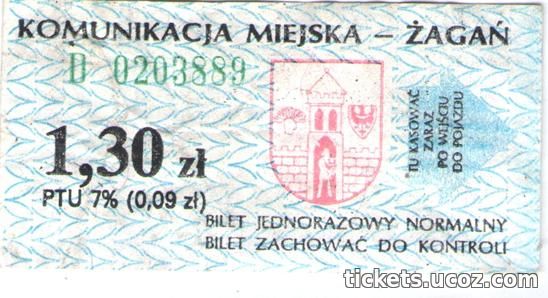 KOMUNIKACJA MIEJSKA – ŻAGAŃ
D 0203889
1,30 zł
PTU 7% (0,09 zł)
TU KASOWAĆ
ZARAZ
PO WEJŚCIU
DO POJAZDU
BILET JEDNORAZOWY NORMALNY
BILET ZACHOWAĆ DO KONTROLI
tickets.ucoz.com